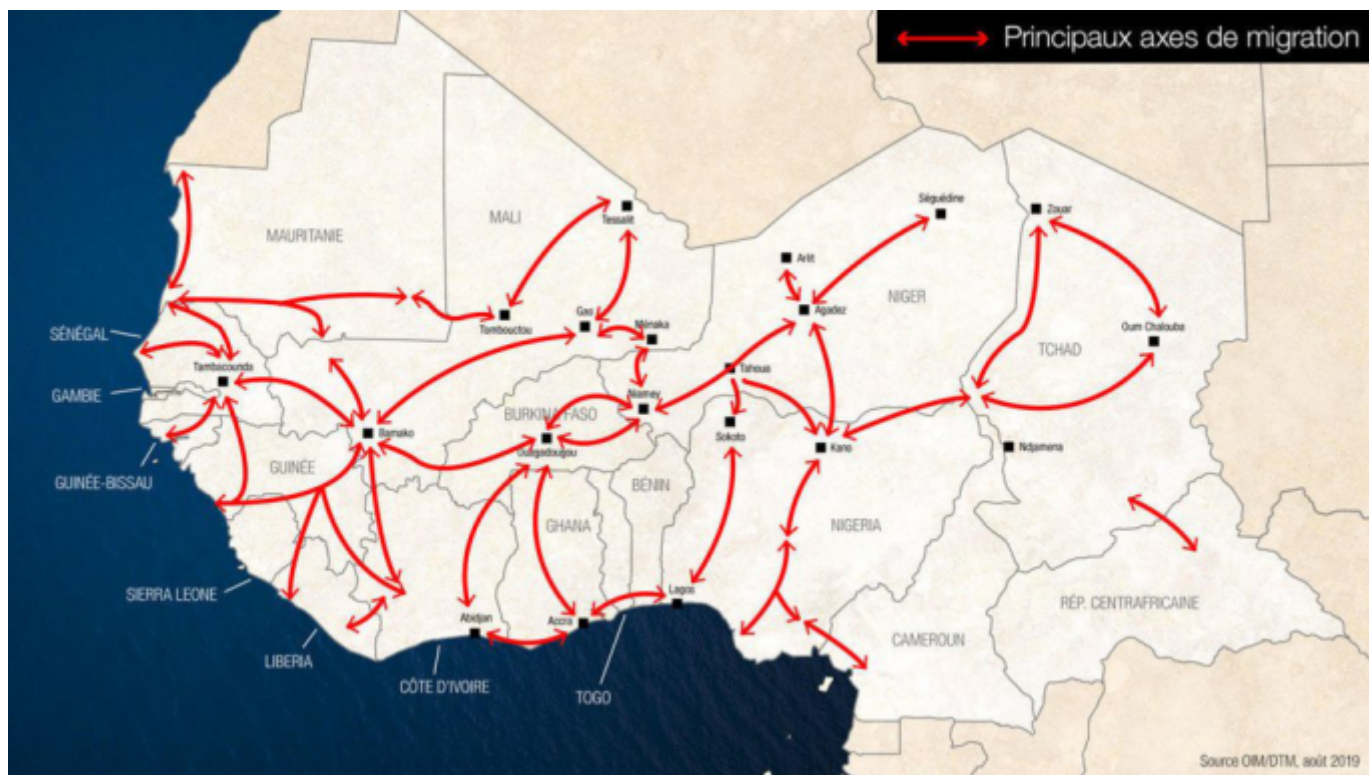 Principaux axes de migration
MAURITANIE
MALI
Tessalit
Séguédine
Zouar
Arlit
Agadez
NIGER
SÉNÉGAL
Tombouctou
Gao
Ménaka
Oum Chalouba
TCHAD
Tambacounda
Tahoua
GAMBIE
Niamey
BURKINA FASO
Sokoto
Bamako
Ouagadougou
Kano
Ndjamena
GUINÉE
GUINÉE-BISSAU
BÉNIN
GHANA
NIGERIA
SIERRA LEONE
Lagos
RÉP. CENTRAFRICAINE
Abidjan
Accra
CAMEROUN
LIBERIA
CÔTE D'IVOIRE
TOGO
Source OIM/DTM, août 2019